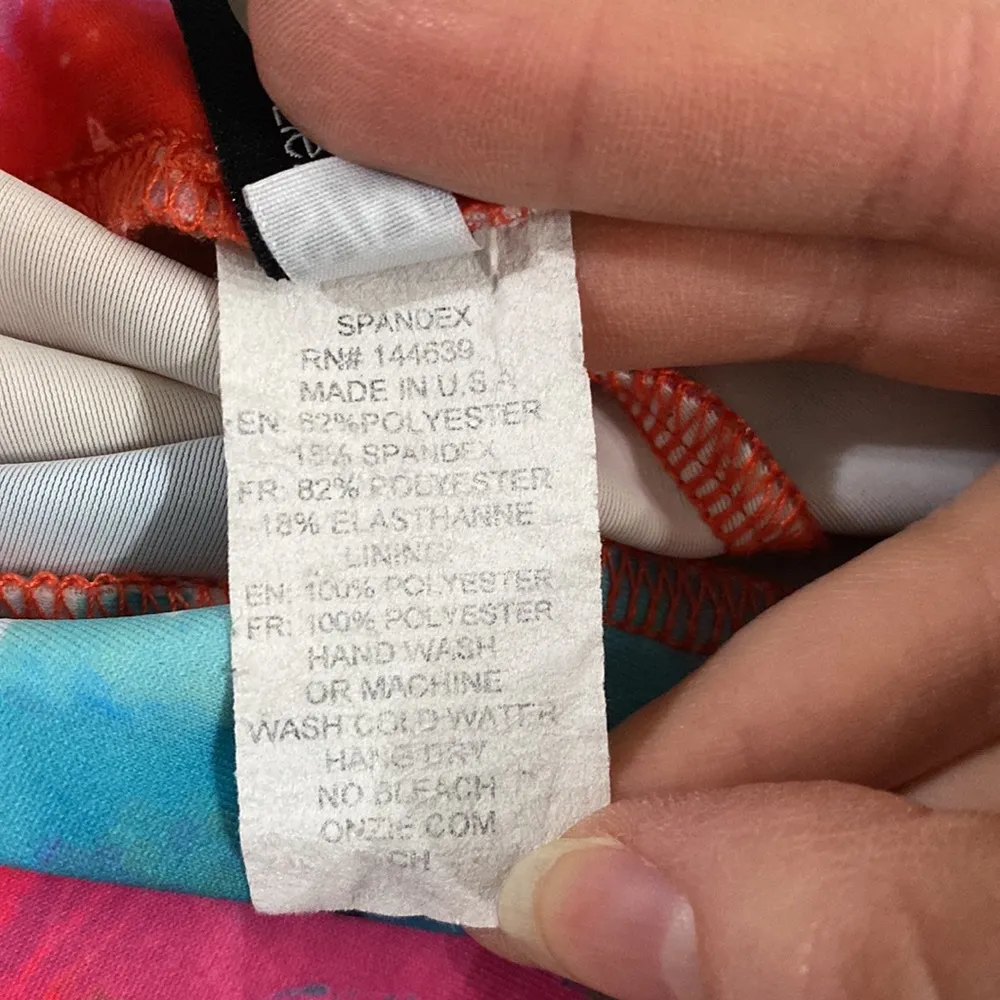 SPANDEX
RN# 144639
MADE IN U.S.A
EN: 82%POLYESTER
18% SPANDEX
FR: 82% POLYESTER
18% ELASTHANNE
LINING:
EN: 100% POLYESTER
FR: 100% POLYESTER
HAND WASH
OR MACHINE
WASH COLD WATER
HANG DRY
NO BLEACH
ONZIE.COM
CH